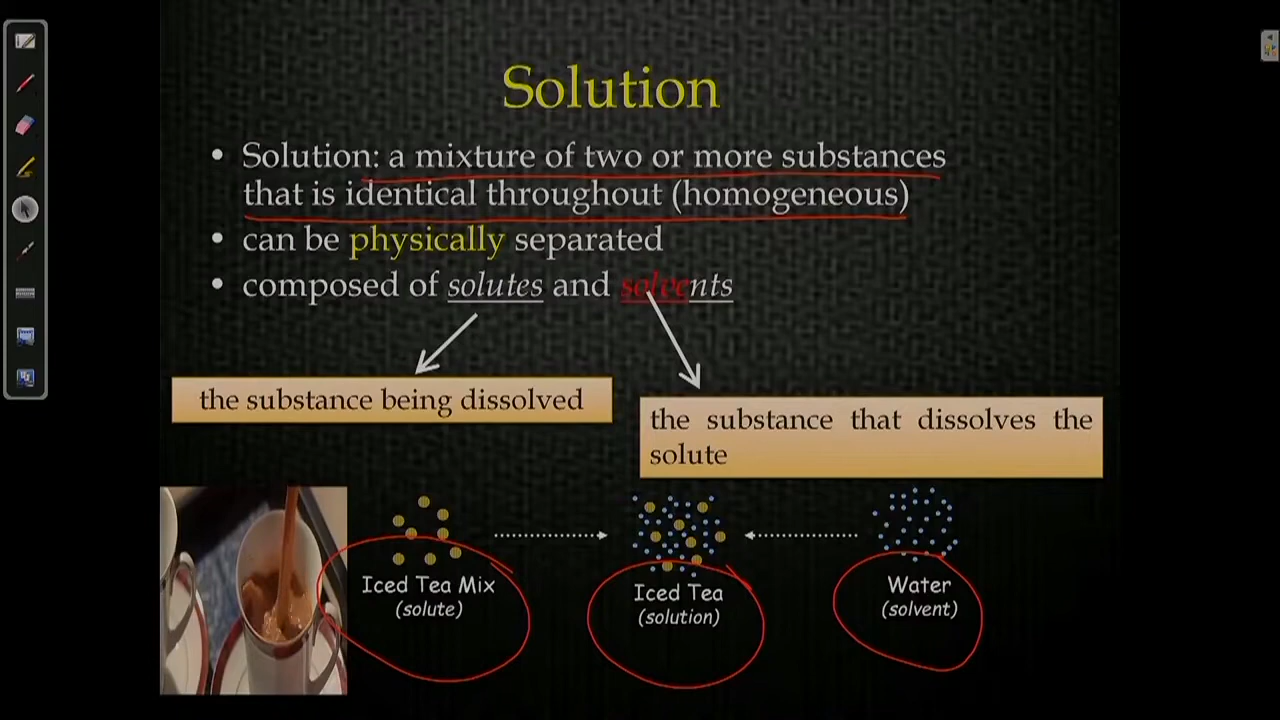 Solution
• Solution: a mixture of two or more substances
that is identical throughout (homogeneous)
• can be physically separated
• composed of solutes and solvents
the substance being dissolved
the substance that dissolves the
solute
Iced Tea Mix
(solute)
Iced Tea
(solution)
Water
(solvent)